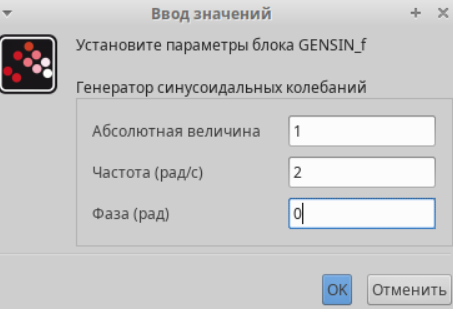 Ввод значений
Установите параметры блока GENSIN_f
Генератор синусоидальных колебаний
Абсолютная величина 1
Частота (рад/с) 2
Фаза (рад) 0
OK Отменить